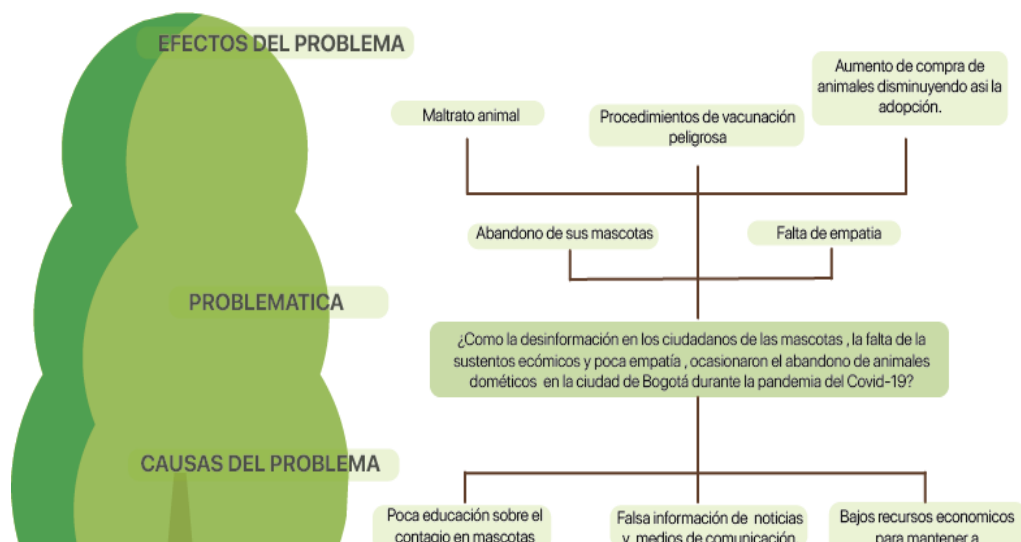 EFECTOS DEL PROBLEMA
Aumento de compra de
animales disminuyendo asi la
adopción.
Maltrato animal
Procedimientos de vacunación
peligrosa
Abandono de sus mascotas
Falta de empatia
PROBLEMATICA
¿Como la desinformación en los ciudadanos de las mascotas , la falta de la
sustentos ecómicos y poca empatía , ocasionaron el abandono de animales
dométicos en la ciudad de Bogotá durante la pandemia del Covid-19?
CAUSAS DEL PROBLEMA
Poca educación sobre el
contagio en mascotas
Falsa información de noticias
y medios de comunicación
Bajos recursos economicos
para mantener a